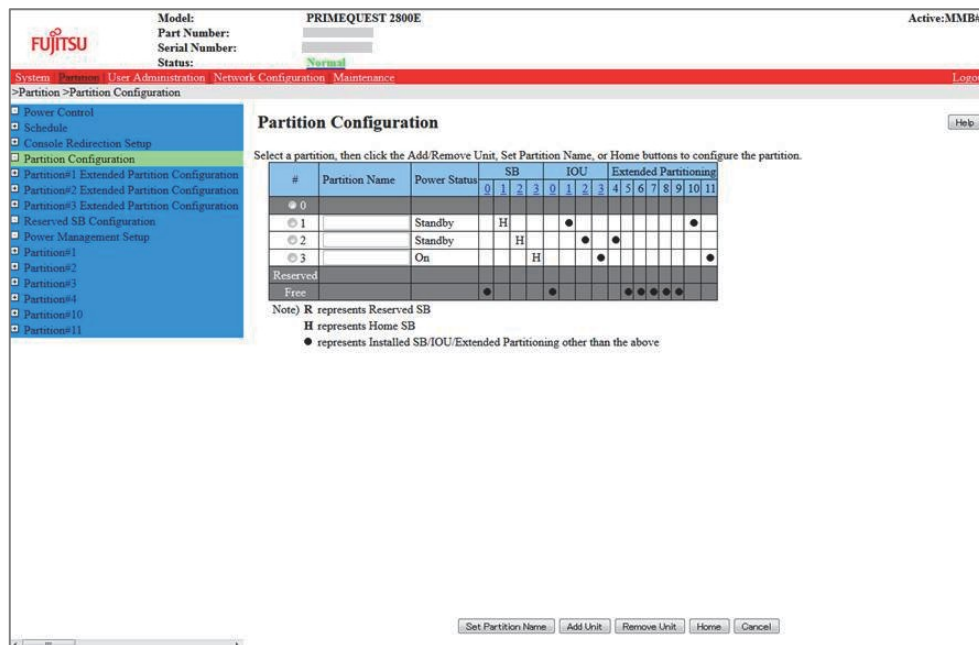 FUJITSU
Model: PRIMEQUEST 2800E
Part Number:
Serial Number:
Status: Normal
Active:MMB#
System | Partition | User Administration | Network Configuration | Maintenance
Logou
>Partition >Partition Configuration
Power Control
Schedule
Console Redirection Setup
Partition Configuration
Partition#1 Extended Partition Configuration
Partition#2 Extended Partition Configuration
Partition#3 Extended Partition Configuration
Reserved SB Configuration
Power Management Setup
Partition#1
Partition#2
Partition#3
Partition#4
Partition#10
Partition#11
Partition Configuration
Help
Select a partition, then click the Add/Remove Unit, Set Partition Name, or Home buttons to configure the partition.
# Partition Name Power Status SB IOU Extended Partitioning
0 1 2 3 0 1 2 3 4 5 6 7 8 9 10 11
0
1 Standby H ● ●
2 Standby H ● ●
3 On H ● ●
Reserved
Free ● ● ● ● ● ● ●
Note) R represents Reserved SB
H represents Home SB
● represents Installed SB/IOU/Extended Partitioning other than the above
Set Partition Name Add Unit Remove Unit Home Cancel